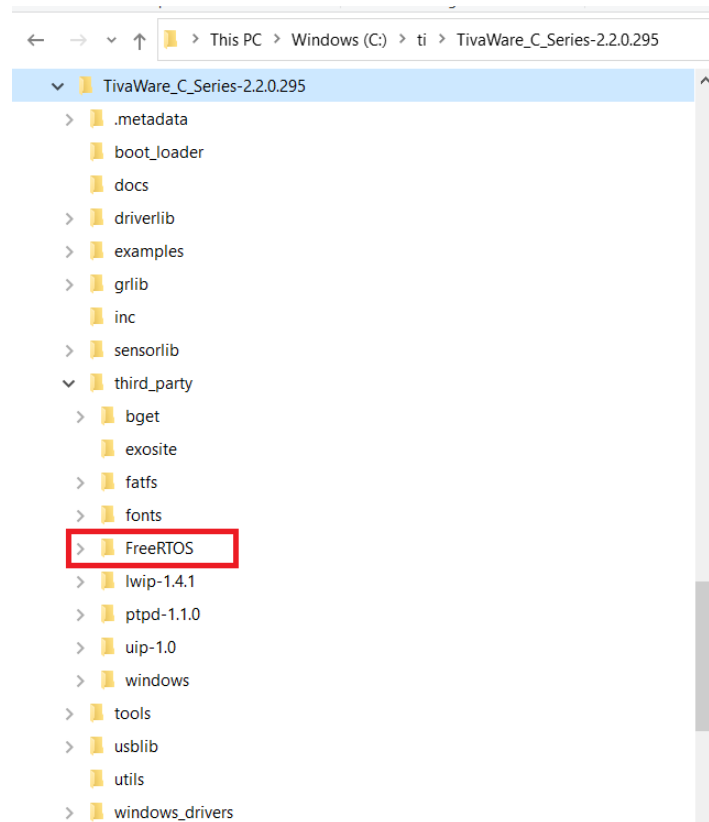 This PC > Windows (C:) > ti > TivaWare_C_Series-2.2.0.295
TivaWare_C_Series-2.2.0.295
.metadata
boot_loader
docs
driverlib
examples
grlib
inc
sensorlib
third_party
bget
exosite
fatfs
fonts
FreeRTOS
lwip-1.4.1
ptpd-1.1.0
uip-1.0
windows
tools
usblib
utils
windows_drivers